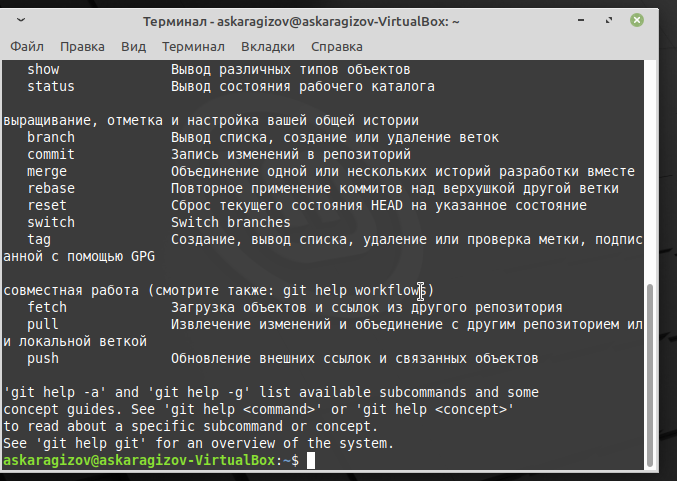 Терминал - askaragizov@askaragizov-VirtualBox: ~
Файл Правка Вид Терминал Вкладки Справка
show Вывод различных типов объектов
status Вывод состояния рабочего каталога
выращивание, отметка и настройка вашей общей истории
branch Вывод списка, создание или удаление веток
commit Запись изменений в репозиторий
merge Объединение одной или нескольких историй разработки вместе
rebase Повторное применение коммитов над верхушкой другой ветки
reset Сброс текущего состояния HEAD на указанное состояние
switch Switch branches
tag Создание, вывод списка, удаление или проверка метки, подпис
анной с помощью GPG
совместная работа (смотрите также: git help workflows)
fetch Загрузка объектов и ссылок из другого репозитория
pull Извлечение изменений и объединение с другим репозиторием ил
и локальной веткой
push Обновление внешних ссылок и связанных объектов
'git help -a' and 'git help -g' list available subcommands and some
concept guides. See 'git help <command>' or 'git help <concept>'
to read about a specific subcommand or concept.
See 'git help git' for an overview of the system.
askaragizov@askaragizov-VirtualBox:~$